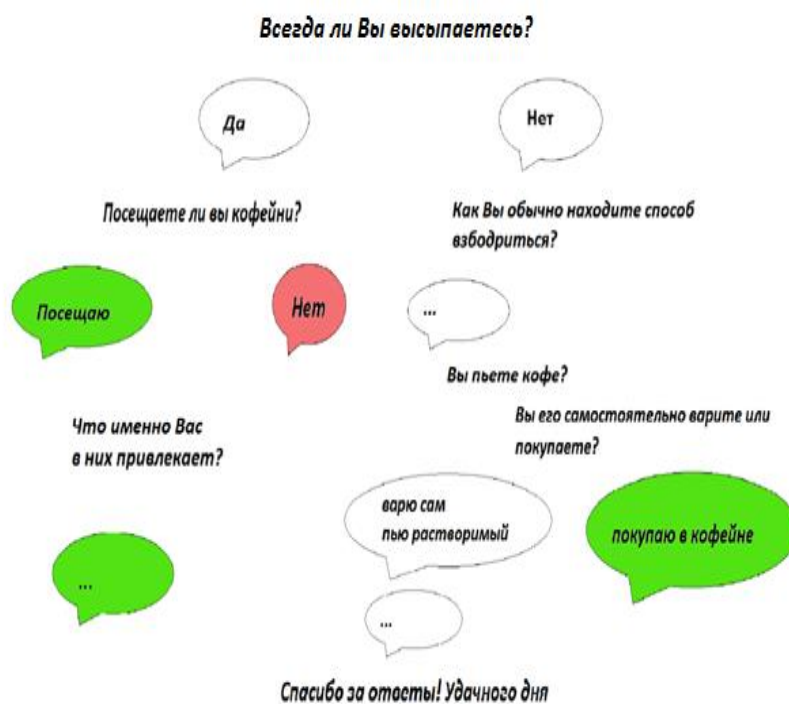 Всегда ли Вы высыпаетесь?
Да
Нет
Посещаете ли вы кофейни?
Как Вы обычно находите способ
взбодриться?
Посещаю
Нет
...
Вы пьете кофе?
Что именно Вас
в них привлекает?
Вы его самостоятельно варите или
покупаете?
варю сам
пью растворимый
покупаю в кофейне
...
...
Спасибо за ответы! Удачного дня